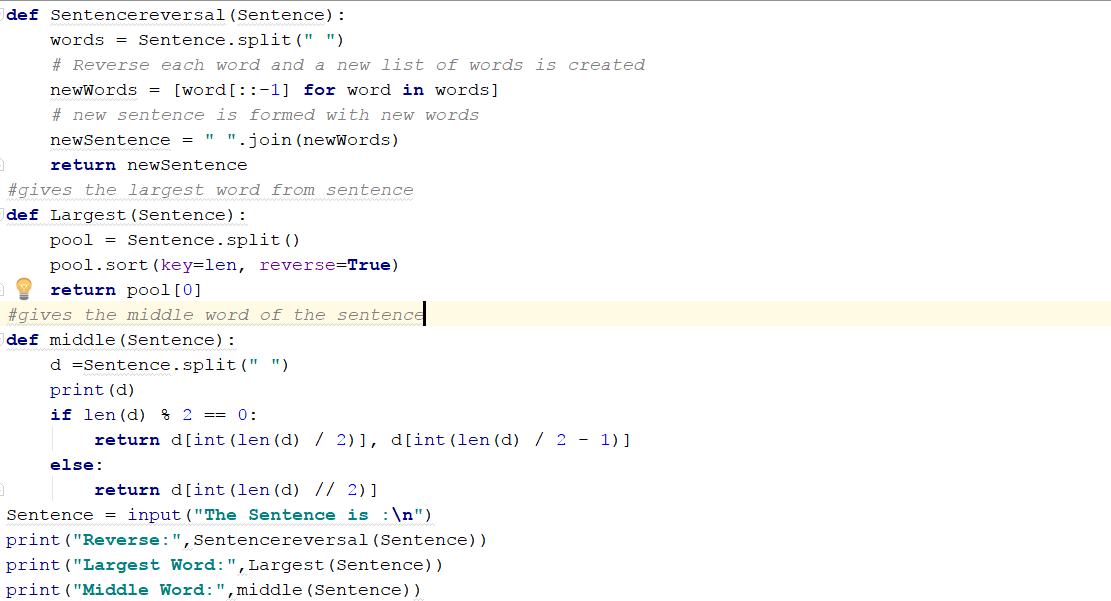 def Sentencereversal(Sentence):
    words = Sentence.split(" ")
    # Reverse each word and a new list of words is created
    newWords = [word[::-1] for word in words]
    # new sentence is formed with new words
    newSentence = " ".join(newWords)
    return newSentence
#gives the largest word from sentence
def Largest(Sentence):
    pool = Sentence.split()
    pool.sort(key=len, reverse=True)
    return pool[0]
#gives the middle word of the sentence
def middle(Sentence):
    d =Sentence.split(" ")
    print(d)
    if len(d) % 2 == 0:
        return d[int(len(d) / 2)], d[int(len(d) / 2 - 1)]
    else:
        return d[int(len(d) // 2)]
Sentence = input("The Sentence is :\n")
print("Reverse:",Sentencereversal(Sentence))
print("Largest Word:",Largest(Sentence))
print("Middle Word:",middle(Sentence))